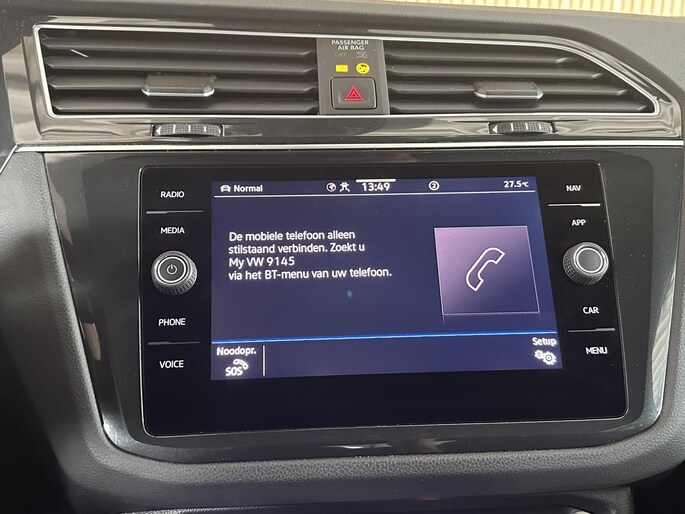 PASSENGER
AIR BAG
RADIO
MEDIA
PHONE
VOICE
Normal
13:49
2
27.5°C
De mobiele telefoon alleen
stilstaand verbinden. Zoekt u
My VW 9145
via het BT-menu van uw telefoon.
Noodopr.
SOS
Setup
NAV
APP
CAR
MENU